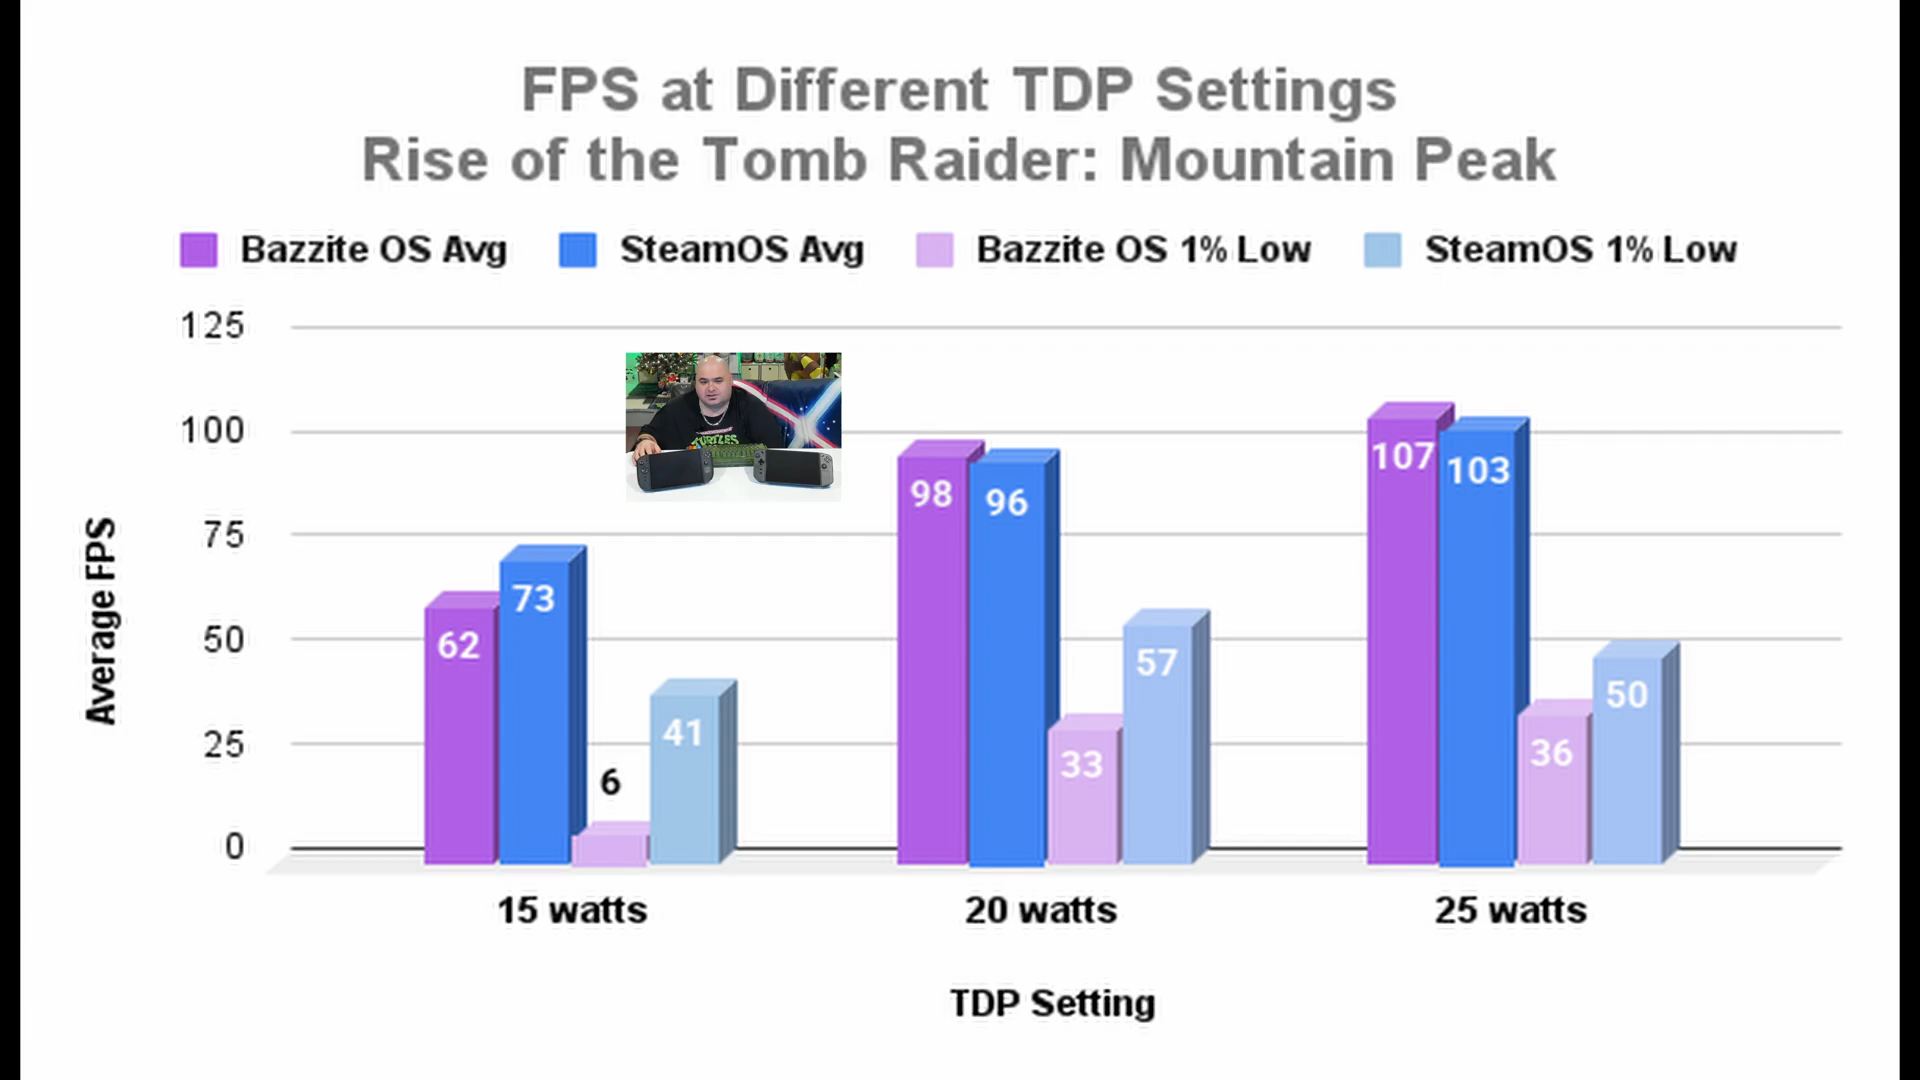 FPS at Different TDP Settings
Rise of the Tomb Raider: Mountain Peak
Bazzite OS Avg SteamOS Avg Bazzite OS 1% Low SteamOS 1% Low
125
100
75
50
25
0
Average FPS
62 73 6 41
98 96 33 57
107 103 36 50
15 watts 20 watts 25 watts
TDP Setting
TURTLES